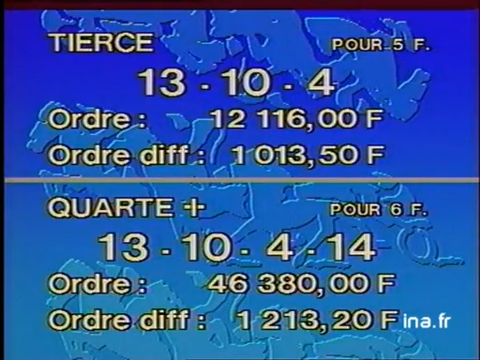 TIERCE POUR 5 F.
13 - 10 - 4
Ordre : 12 116,00 F
Ordre diff : 1 013,50 F
QUARTE + POUR 6 F.
13 - 10 - 4 - 14
Ordre : 46 380,00 F
Ordre diff : 1 213,20 F
ina.fr